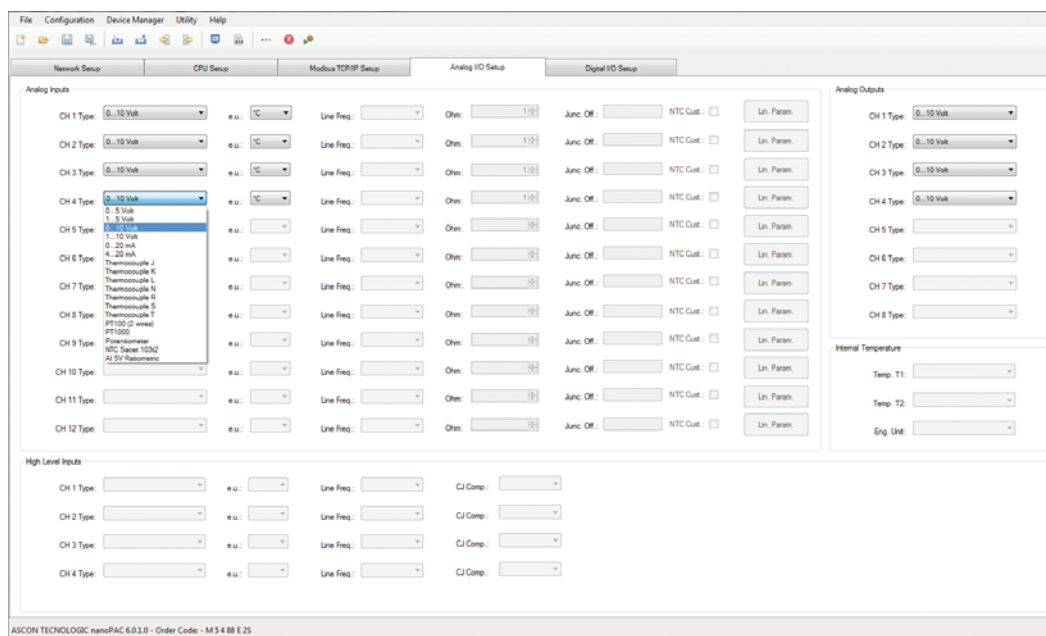 File Configuration Device Manager Utility Help
Network Setup CPU Setup Modbus TCP/IP Setup Analog I/O Setup Digital I/O Setup
Analog Inputs Analog Outputs
CH 1 Type: 0...10 Volt e.u.: °C Line Freq.: Ohm: 1 Junc. Off.: NTC Cust.: Lin. Param. CH 1 Type: 0...10 Volt
CH 2 Type: 0...10 Volt e.u.: °C Line Freq.: Ohm: 1 Junc. Off.: NTC Cust.: Lin. Param. CH 2 Type: 0...10 Volt
CH 3 Type: 0...10 Volt e.u.: °C Line Freq.: Ohm: 1 Junc. Off.: NTC Cust.: Lin. Param. CH 3 Type: 0...10 Volt
CH 4 Type: 0...10 Volt e.u.: °C Line Freq.: Ohm: 1 Junc. Off.: NTC Cust.: Lin. Param. CH 4 Type: 0...10 Volt
0...5 Volt
1...5 Volt
0...10 Volt
1...10 Volt
0...20 mA
4...20 mA
Thermocouple J
Thermocouple K
Thermocouple L
Thermocouple N
Thermocouple R
Thermocouple S
Thermocouple T
PT100 (2 wires)
PT1000
Potentiometer
NTC Sacet 103t2
AI 5V Ratiometric
CH 5 Type: e.u.: Line Freq.: Ohm: Junc. Off.: NTC Cust.: Lin. Param. CH 5 Type:
CH 6 Type: e.u.: Line Freq.: Ohm: Junc. Off.: NTC Cust.: Lin. Param. CH 6 Type:
CH 7 Type: e.u.: Line Freq.: Ohm: Junc. Off.: NTC Cust.: Lin. Param. CH 7 Type:
CH 8 Type: e.u.: Line Freq.: Ohm: Junc. Off.: NTC Cust.: Lin. Param. CH 8 Type:
CH 9 Type: e.u.: Line Freq.: Ohm: Junc. Off.: NTC Cust.: Lin. Param.
Internal Temperature
CH 10 Type: e.u.: Line Freq.: Ohm: Junc. Off.: NTC Cust.: Lin. Param. Temp. T1:
CH 11 Type: e.u.: Line Freq.: Ohm: Junc. Off.: NTC Cust.: Lin. Param. Temp. T2:
CH 12 Type: e.u.: Line Freq.: Ohm: Junc. Off.: NTC Cust.: Lin. Param. Eng. Unit:
High Level Inputs
CH 1 Type: e.u.: Line Freq.: CJ Comp.:
CH 2 Type: e.u.: Line Freq.: CJ Comp.:
CH 3 Type: e.u.: Line Freq.: CJ Comp.:
CH 4 Type: e.u.: Line Freq.: CJ Comp.:
ASCON TECNOLOGIC nanoPAC 6.0.1.0 - Order Code: - M 5 4 88 E 2S